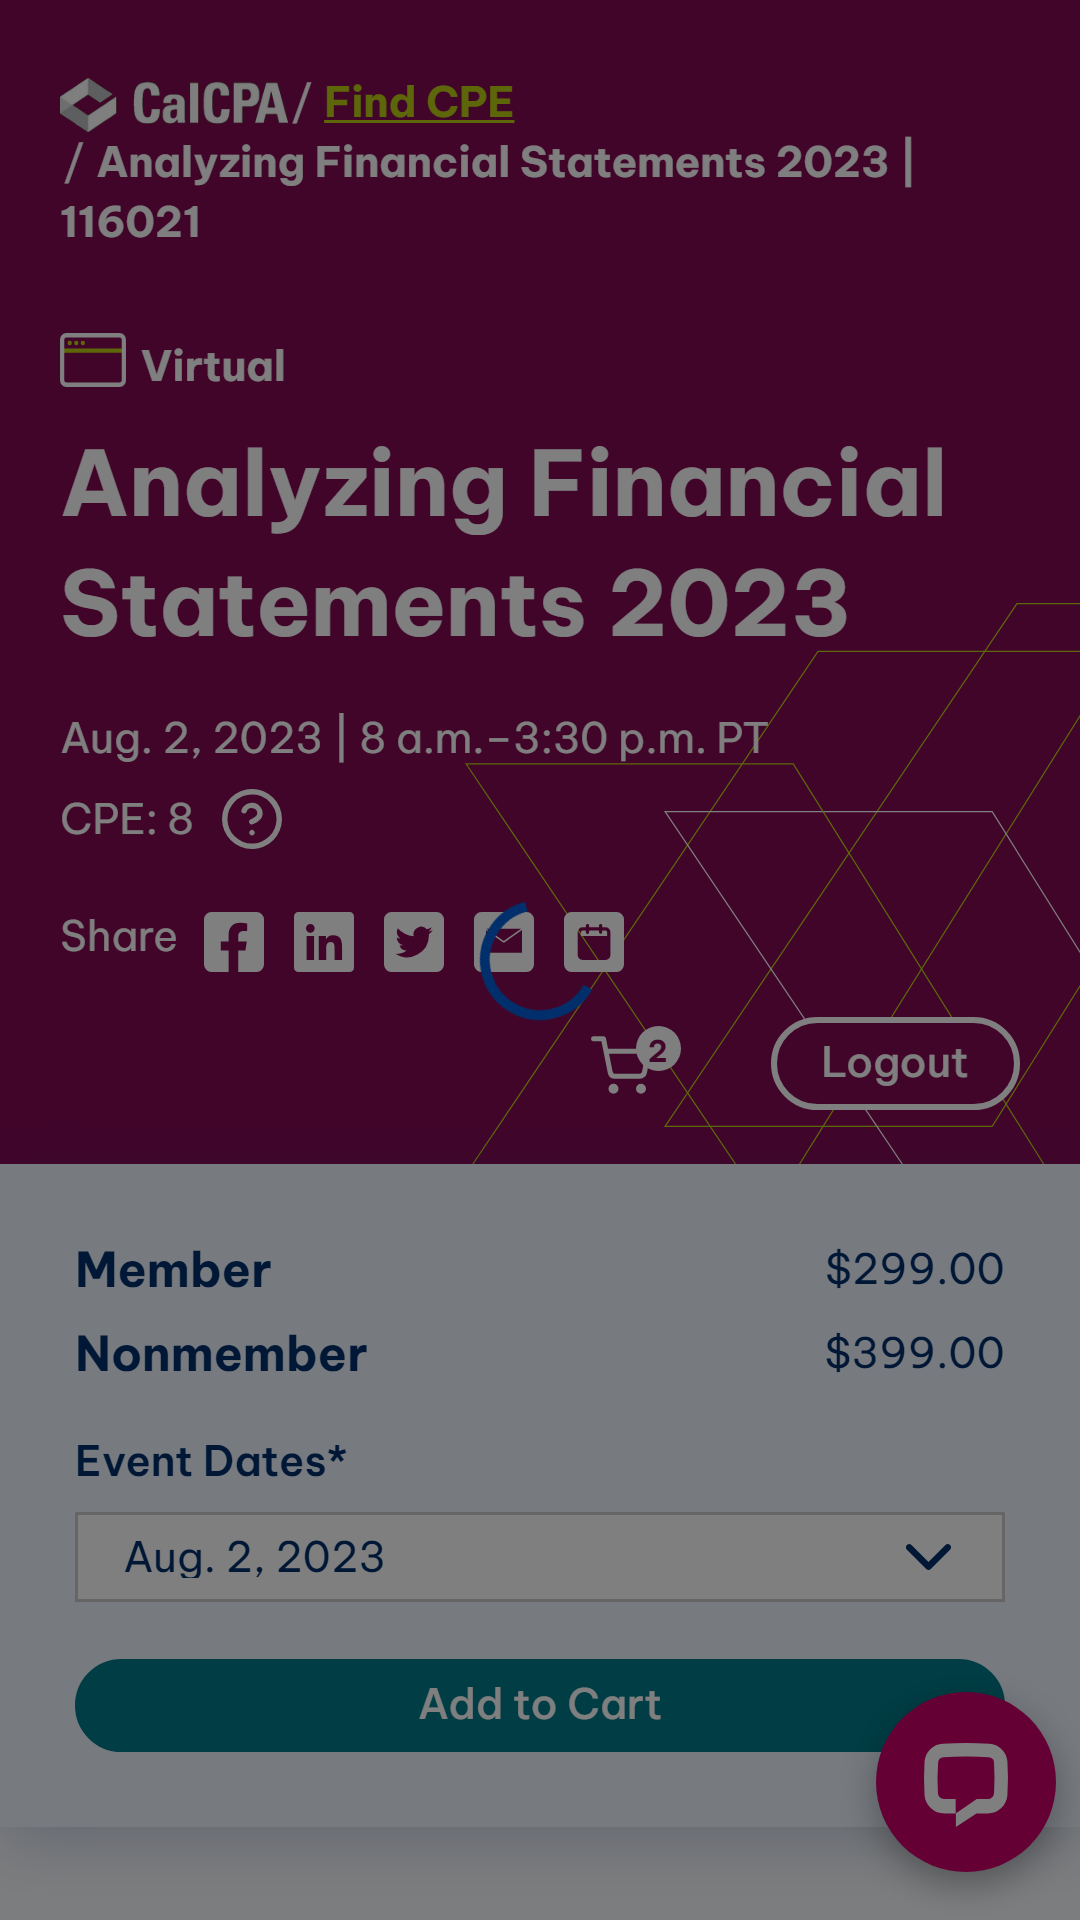 CalCPA / Find CPE
/ Analyzing Financial Statements 2023 |
116021
Virtual
Analyzing Financial
Statements 2023
Aug. 2, 2023 | 8 a.m.–3:30 p.m. PT
CPE: 8 ?
Share
2
Logout
Member $299.00
Nonmember $399.00
Event Dates*
Aug. 2, 2023
Add to Cart